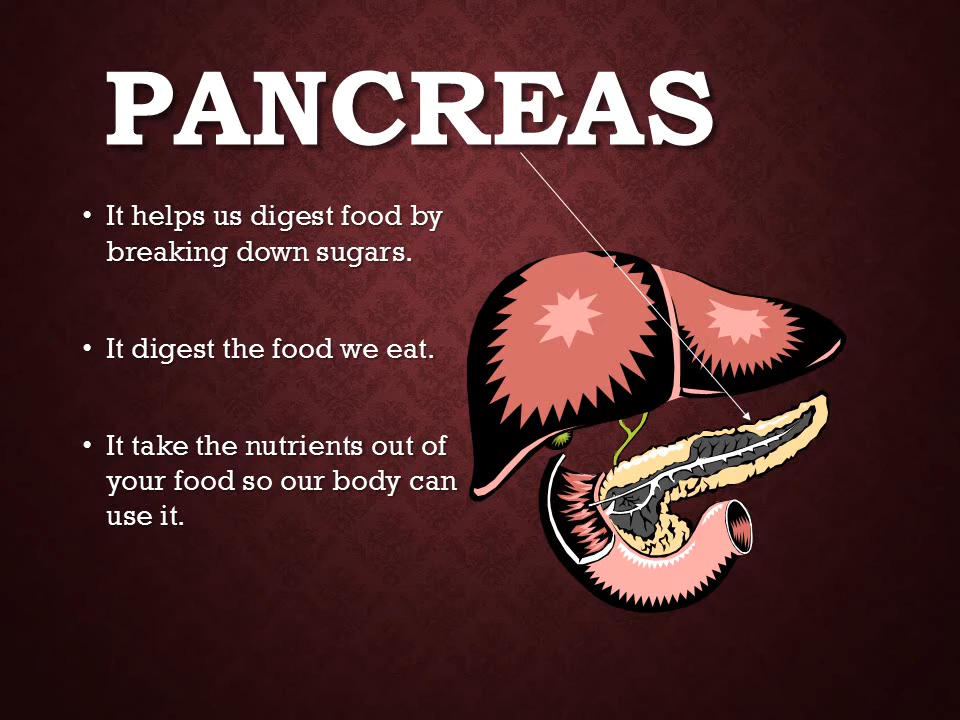 PANCREAS
• It helps us digest food by
breaking down sugars.
• It digest the food we eat.
• It take the nutrients out of
your food so our body can
use it.